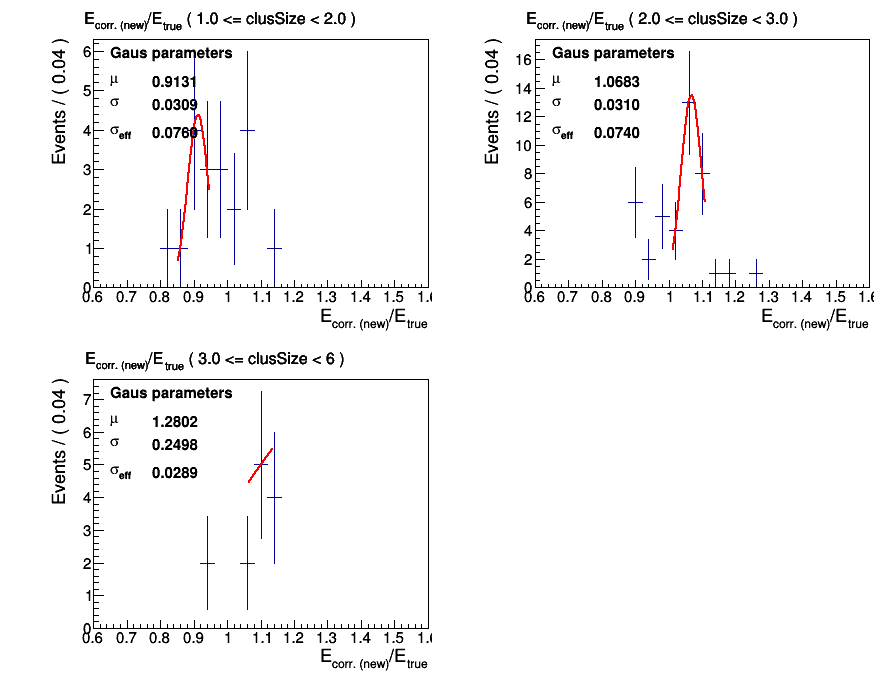 E_corr. (new)/E_true ( 1.0 <= clusSize < 2.0 )
Events / ( 0.04 )
Gaus parameters
μ 0.9131
σ 0.0309
σ_eff 0.0760
6
5
4
3
2
1
0
0.6 0.7 0.8 0.9 1 1.1 1.2 1.3 1.4 1.5 1.6
E_corr. (new)/E_true
E_corr. (new)/E_true ( 2.0 <= clusSize < 3.0 )
Events / ( 0.04 )
Gaus parameters
μ 1.0683
σ 0.0310
σ_eff 0.0740
16
14
12
10
8
6
4
2
0
0.6 0.7 0.8 0.9 1 1.1 1.2 1.3 1.4 1.5 1.6
E_corr. (new)/E_true
E_corr. (new)/E_true ( 3.0 <= clusSize < 6 )
Events / ( 0.04 )
Gaus parameters
μ 1.2802
σ 0.2498
σ_eff 0.0289
7
6
5
4
3
2
1
0
0.6 0.7 0.8 0.9 1 1.1 1.2 1.3 1.4 1.5 1.6
E_corr. (new)/E_true